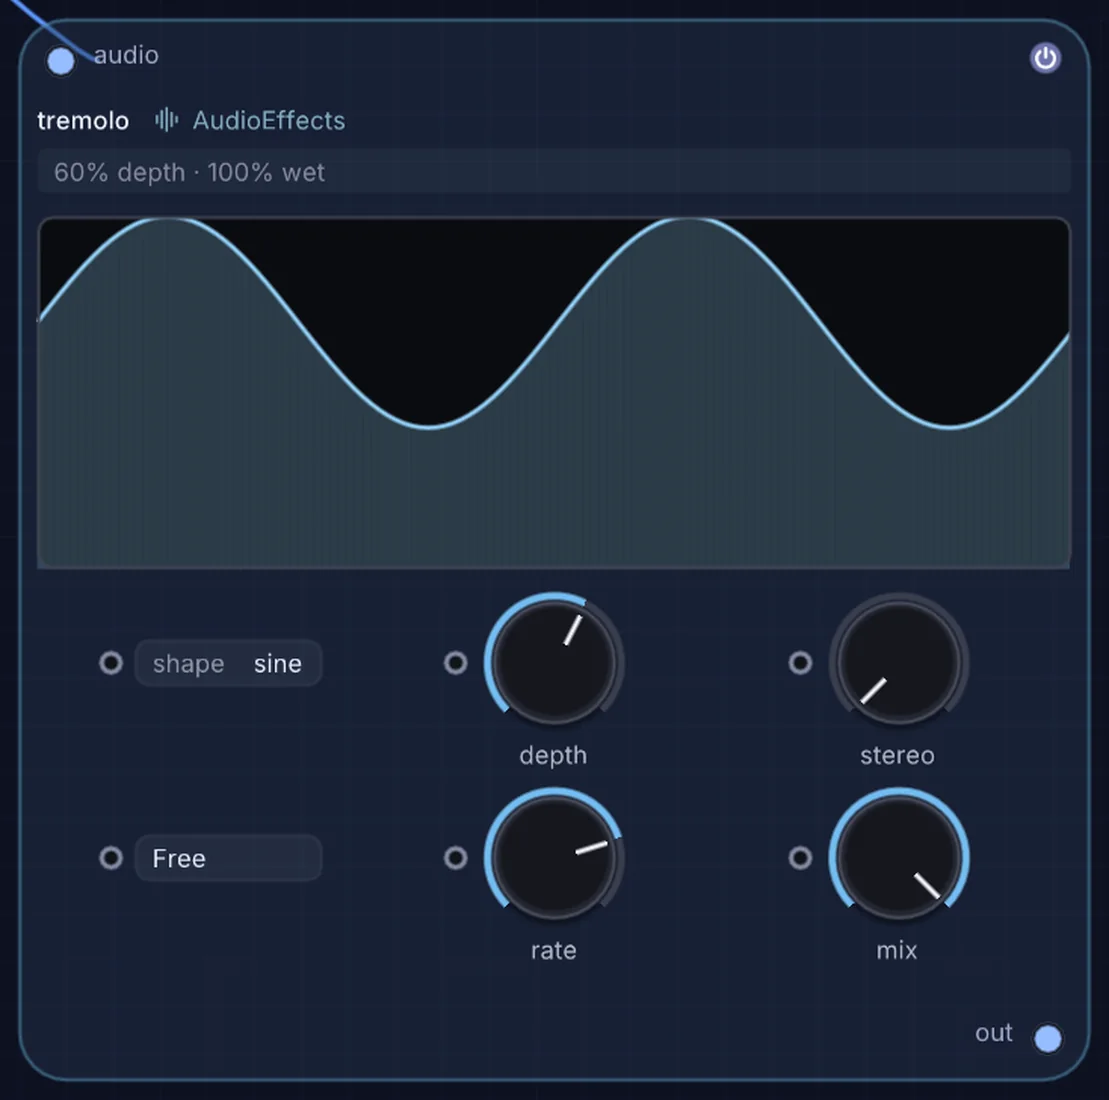 audio
tremolo AudioEffects
60% depth · 100% wet
shape sine
depth
stereo
Free
rate
mix
out